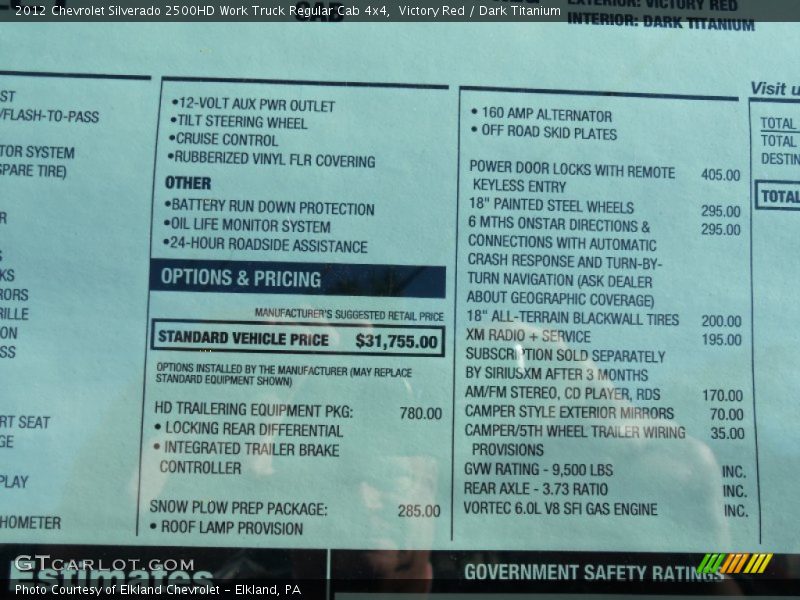 2012 Chevrolet Silverado 2500HD Work Truck Regular Cab 4x4, Victory Red / Dark Titanium
CAB
EXTERIOR: VICTORY RED
INTERIOR: DARK TITANIUM
/FLASH-TO-PASS
TOR SYSTEM
SPARE TIRE)
RT SEAT
PLAY
HOMETER
•12-VOLT AUX PWR OUTLET
•TILT STEERING WHEEL
•CRUISE CONTROL
•RUBBERIZED VINYL FLR COVERING
OTHER
•BATTERY RUN DOWN PROTECTION
•OIL LIFE MONITOR SYSTEM
•24-HOUR ROADSIDE ASSISTANCE
OPTIONS & PRICING
MANUFACTURER'S SUGGESTED RETAIL PRICE
STANDARD VEHICLE PRICE $31,755.00
OPTIONS INSTALLED BY THE MANUFACTURER (MAY REPLACE
STANDARD EQUIPMENT SHOWN)
HD TRAILERING EQUIPMENT PKG: 780.00
• LOCKING REAR DIFFERENTIAL
• INTEGRATED TRAILER BRAKE
CONTROLLER
SNOW PLOW PREP PACKAGE: 285.00
• ROOF LAMP PROVISION
• 160 AMP ALTERNATOR
• OFF ROAD SKID PLATES
POWER DOOR LOCKS WITH REMOTE 405.00
KEYLESS ENTRY
18" PAINTED STEEL WHEELS 295.00
6 MTHS ONSTAR DIRECTIONS & 295.00
CONNECTIONS WITH AUTOMATIC
CRASH RESPONSE AND TURN-BY-
TURN NAVIGATION (ASK DEALER
ABOUT GEOGRAPHIC COVERAGE)
18" ALL-TERRAIN BLACKWALL TIRES 200.00
XM RADIO + SERVICE 195.00
SUBSCRIPTION SOLD SEPARATELY
BY SIRIUSXM AFTER 3 MONTHS
AM/FM STEREO, CD PLAYER, RDS 170.00
CAMPER STYLE EXTERIOR MIRRORS 70.00
CAMPER/5TH WHEEL TRAILER WIRING 35.00
PROVISIONS
GVW RATING - 9,500 LBS INC.
REAR AXLE - 3.73 RATIO INC.
VORTEC 6.0L V8 SFI GAS ENGINE INC.
Visit u
TOTAL
TOTAL
DESTIN
TOTAL
GTcarlot.com
Estimates
GOVERNMENT SAFETY RATINGS
Photo Courtesy of Elkland Chevrolet - Elkland, PA